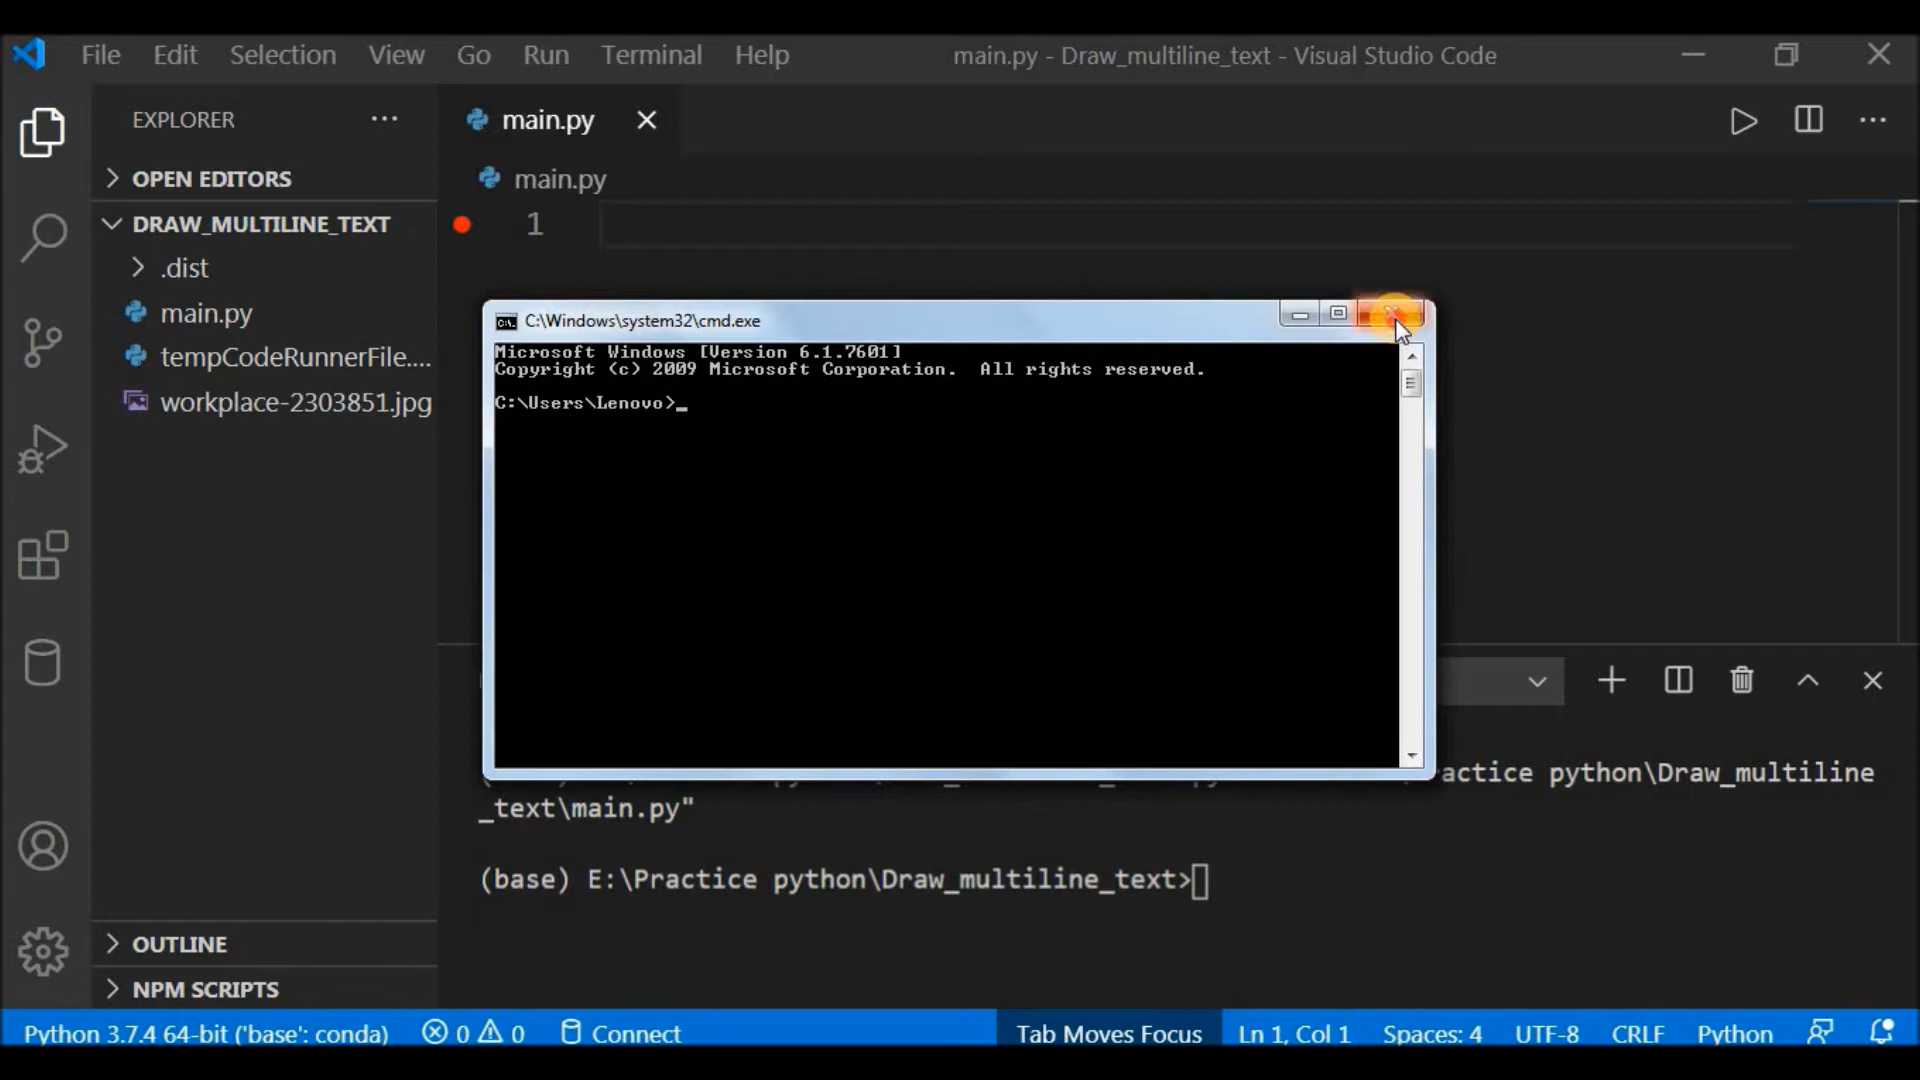 File Edit Selection View Go Run Terminal Help main.py - Draw_multiline_text - Visual Studio Code
EXPLORER
main.py
OPEN EDITORS
main.py
DRAW_MULTILINE_TEXT
1
.dist
main.py
tempCodeRunnerFile....
workplace-2303851.jpg
C:\Windows\system32\cmd.exe
Microsoft Windows [Version 6.1.7601]
Copyright (c) 2009 Microsoft Corporation. All rights reserved.
C:\Users\Lenovo>_
actice python\Draw_multiline
_text\main.py"
(base) E:\Practice python\Draw_multiline_text>
OUTLINE
NPM SCRIPTS
Python 3.7.4 64-bit ('base': conda) 0 0 Connect Tab Moves Focus Ln 1, Col 1 Spaces: 4 UTF-8 CRLF Python